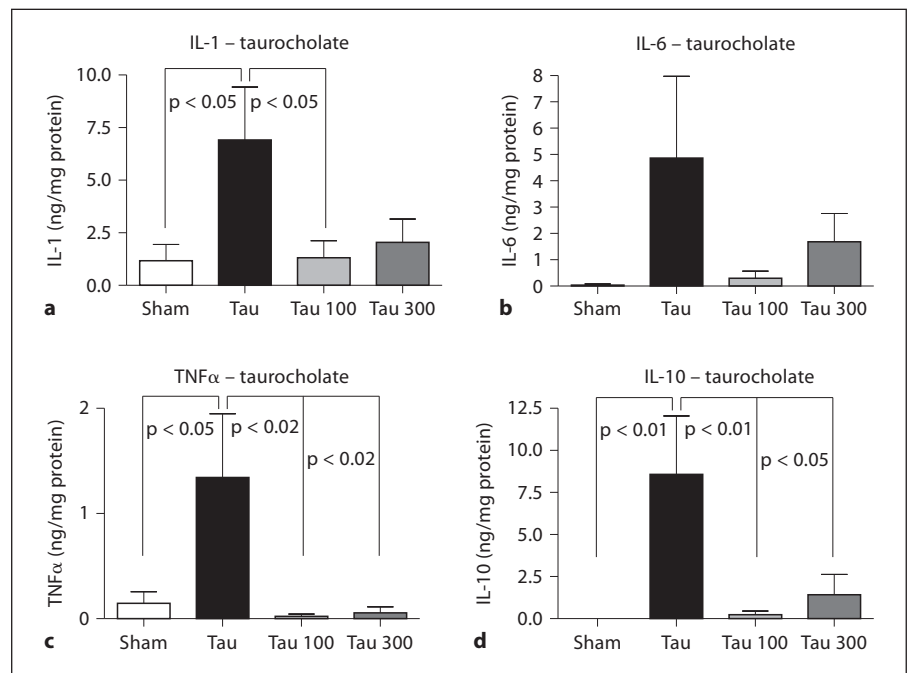 IL-1 – taurocholate
10.0
7.5
5.0
2.5
0.0
IL-1 (ng/mg protein)
p < 0.05
p < 0.05
Sham
Tau
Tau 100
Tau 300
a
IL-6 – taurocholate
8
7
6
5
4
3
2
1
0
IL-6 (ng/mg protein)
Sham
Tau
Tau 100
Tau 300
b
TNFα – taurocholate
2
1
0
TNFα (ng/mg protein)
p < 0.05
p < 0.02
p < 0.02
Sham
Tau
Tau 100
Tau 300
c
IL-10 – taurocholate
12.5
10.0
7.5
5.0
2.5
0.0
IL-10 (ng/mg protein)
p < 0.01
p < 0.01
p < 0.05
Sham
Tau
Tau 100
Tau 300
d